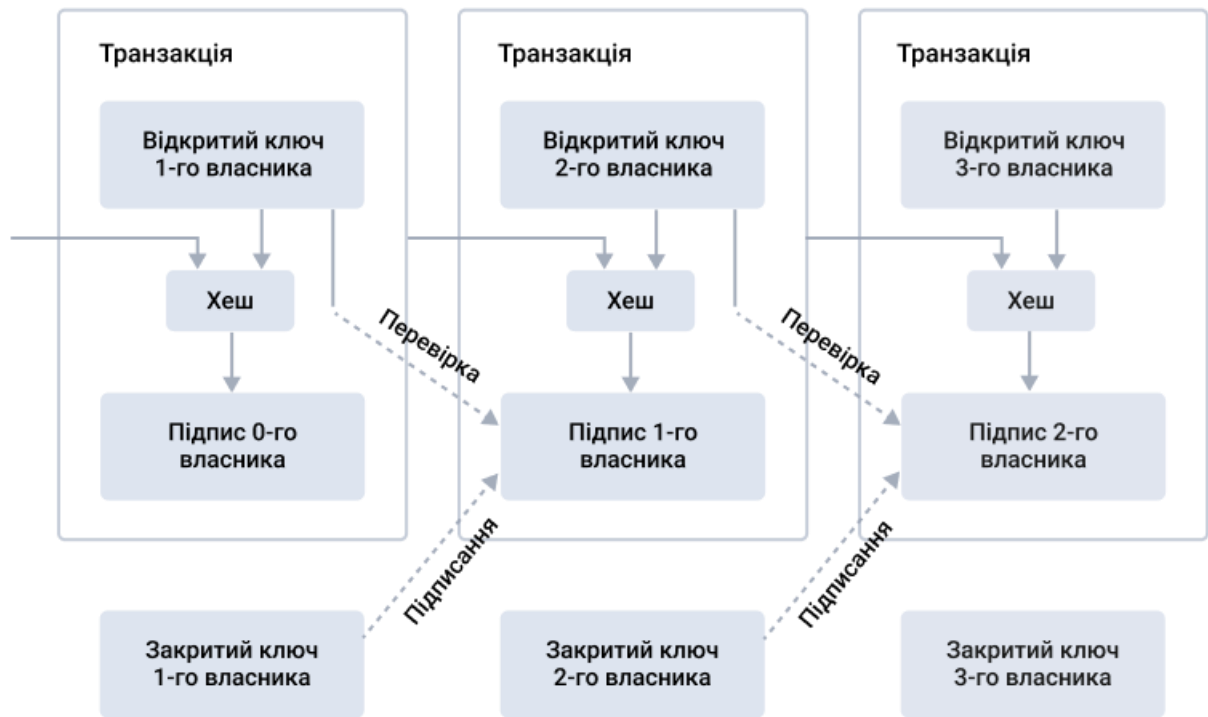 Транзакція
Транзакція
Транзакція
Відкритий ключ
1-го власника
Відкритий ключ
2-го власника
Відкритий ключ
3-го власника
Хеш
Хеш
Хеш
Перевірка
Перевірка
Підпис 0-го
власника
Підпис 1-го
власника
Підпис 2-го
власника
Підписання
Підписання
Закритий ключ
1-го власника
Закритий ключ
2-го власника
Закритий ключ
3-го власника